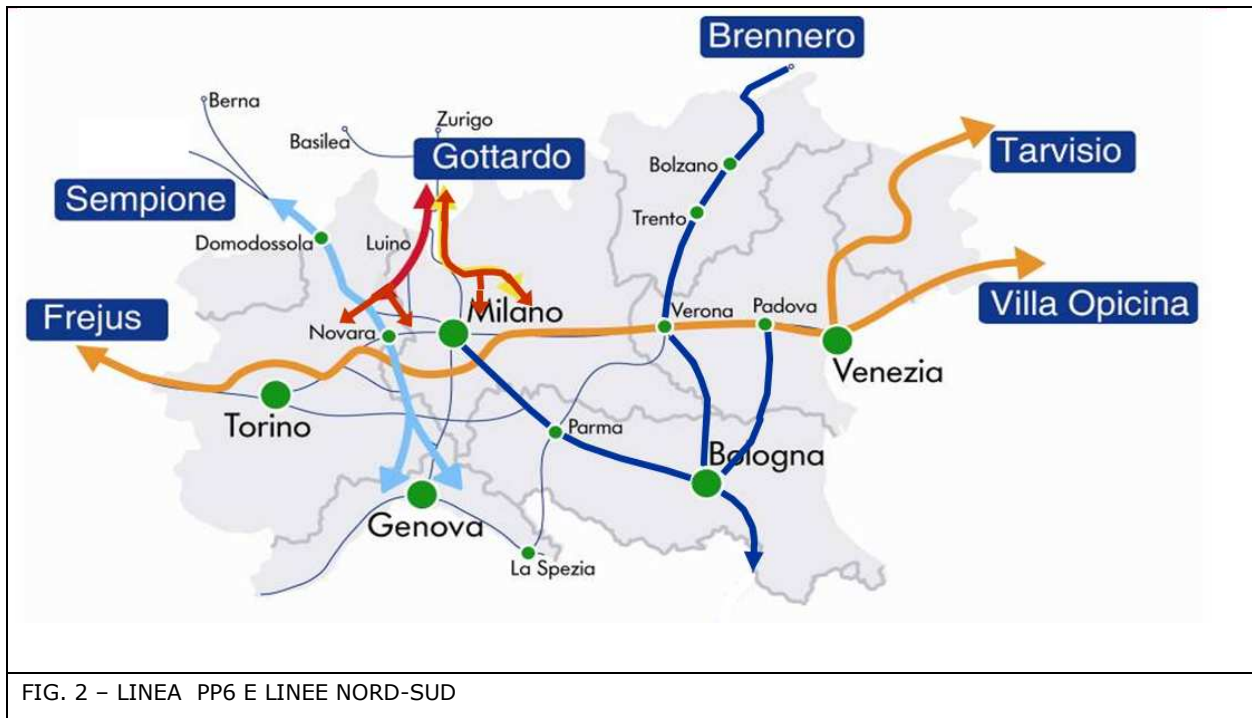 Brennero
Berna
Zurigo
Basilea
Gottardo
Tarvisio
Bolzano
Sempione
Trento
Domodossola
Luino
Villa Opicina
Frejus
Milano
Verona
Padova
Novara
Venezia
Torino
Parma
Bologna
Genova
La Spezia
FIG. 2 – LINEA PP6 E LINEE NORD-SUD